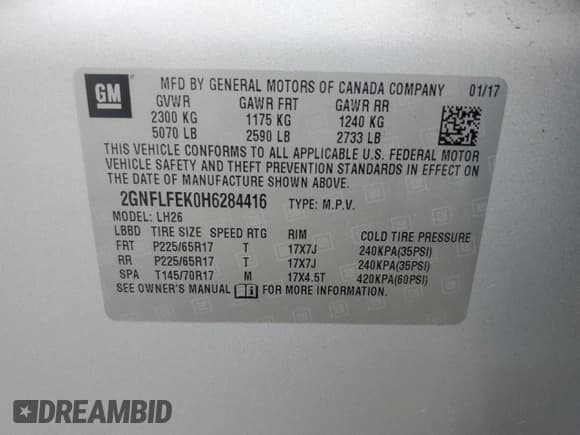 GM
MFD BY GENERAL MOTORS OF CANADA COMPANY 01/17
GVWR GAWR FRT GAWR RR
2300 KG 1175 KG 1240 KG
5070 LB 2590 LB 2733 LB
THIS VEHICLE CONFORMS TO ALL APPLICABLE U.S. FEDERAL MOTOR
VEHICLE SAFETY AND THEFT PREVENTION STANDARDS IN EFFECT ON
THE DATE OF MANUFACTURE SHOWN ABOVE.
2GNFLFEK0H6284416 TYPE: M.P.V.
MODEL: LH26
LBBD TIRE SIZE SPEED RTG RIM COLD TIRE PRESSURE
FRT P225/65R17 T 17X7J 240KPA(35PSI)
RR P225/65R17 T 17X7J 240KPA(35PSI)
SPA T145/70R17 M 17X4.5T 420KPA(60PSI)
SEE OWNER'S MANUAL FOR MORE INFORMATION.
DREAMBID